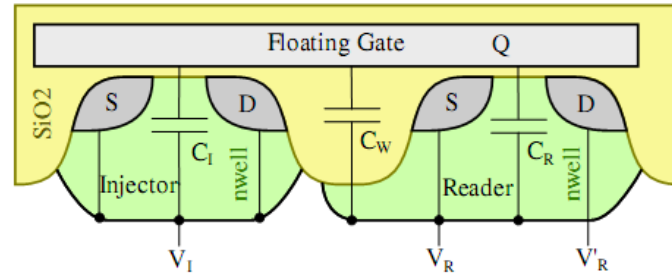 Floating Gate Q
SiO2
S D S D
C_I C_W C_R
nwell nwell
Injector Reader
V_I V_R V'_R